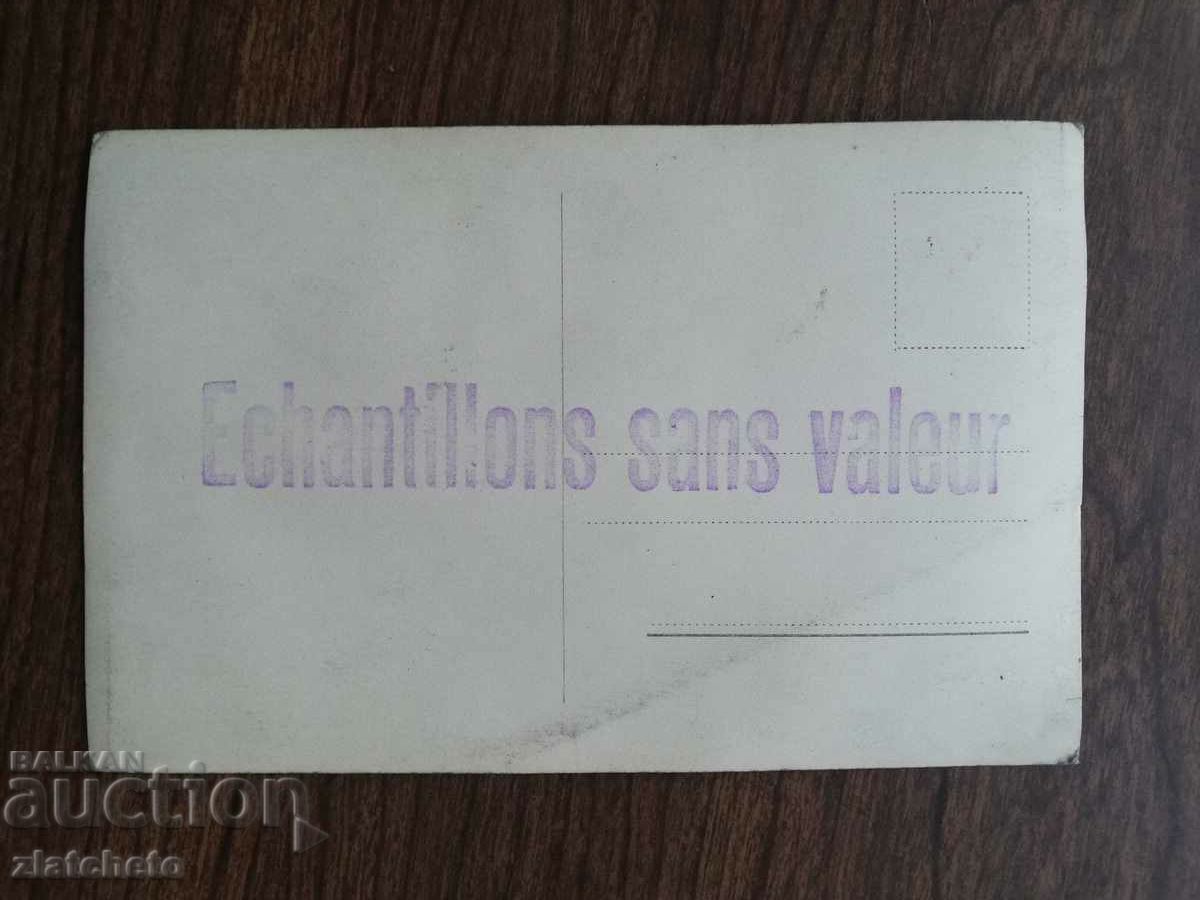 Echantillons sans valeur
BALKAN
auction
zlatcheto